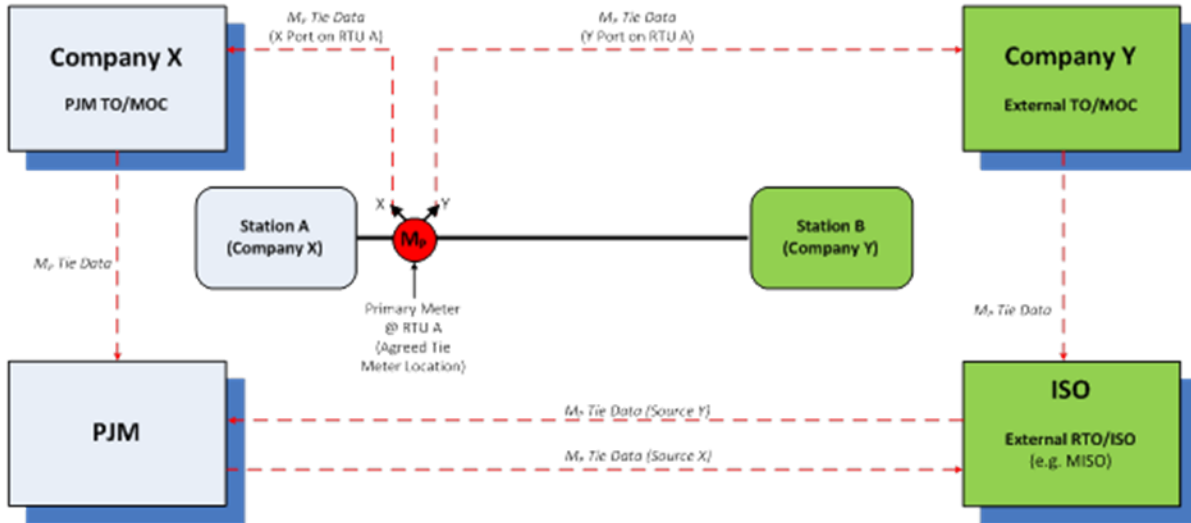 Mₚ Tie Data
(X Port on RTU A)
Mₚ Tie Data
(Y Port on RTU A)
Company X
PJM TO/MOC
Company Y
External TO/MOC
X
Y
Station A
(Company X)
Mₚ
Station B
(Company Y)
Mₚ Tie Data
Primary Meter
@ RTU A
(Agreed Tie
Meter Location)
Mₚ Tie Data
PJM
ISO
External RTO/ISO
(e.g. MISO)
Mₚ Tie Data (Source Y)
Mₚ Tie Data (Source X)